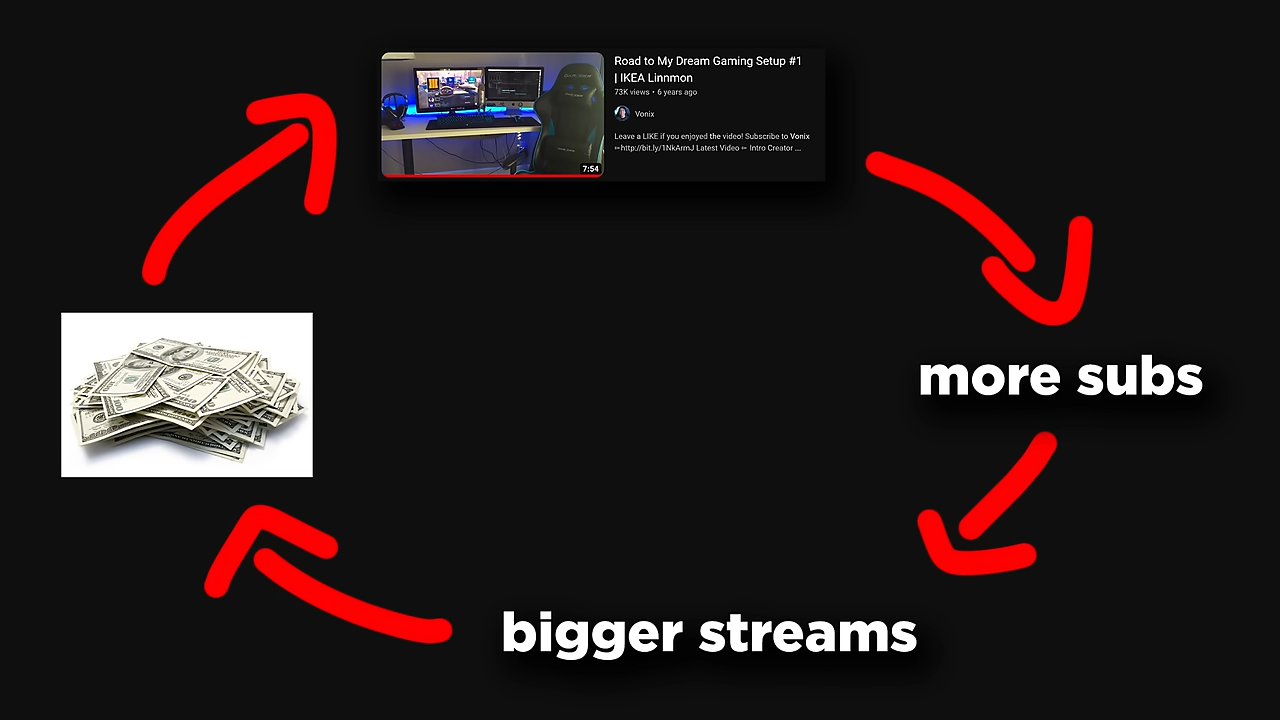 Road to My Dream Gaming Setup #1
| IKEA Linnmon
73K views • 6 years ago
Vonix
Leave a LIKE if you enjoyed the video! Subscribe to Vonix
➨http://bit.ly/1NkArmJ Latest Video ➨ Intro Creator ...
7:54
more subs
bigger streams